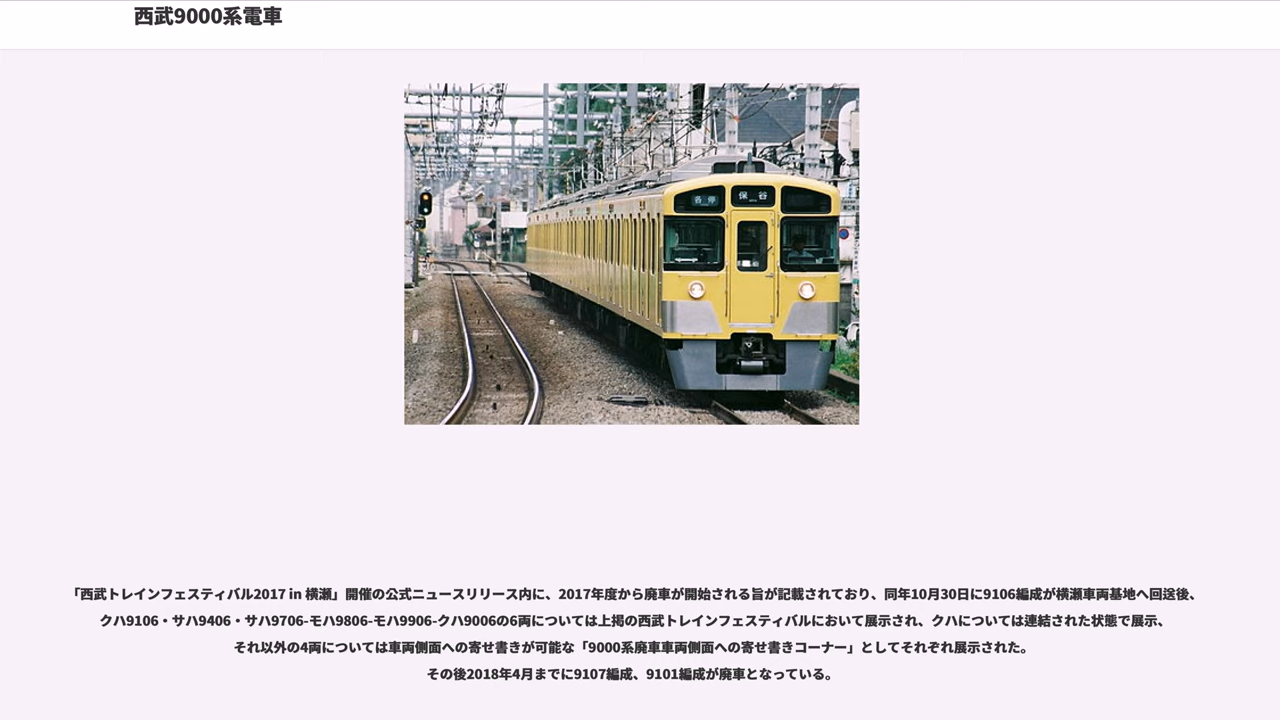 西武9000系電車
各停
保谷
「西武トレインフェスティバル2017 in 横瀬」開催の公式ニュースリリース内に、2017年度から廃車が開始される旨が記載されており、同年10月30日に9106編成が横瀬車両基地へ回送後、
クハ9106・サハ9406・サハ9706-モハ9806-モハ9906-クハ9006の6両については上掲の西武トレインフェスティバルにおいて展示され、クハについては連結された状態で展示、
それ以外の4両については車両側面への寄せ書きが可能な「9000系廃車車両側面への寄せ書きコーナー」としてそれぞれ展示された。
その後2018年4月までに9107編成、9101編成が廃車となっている。